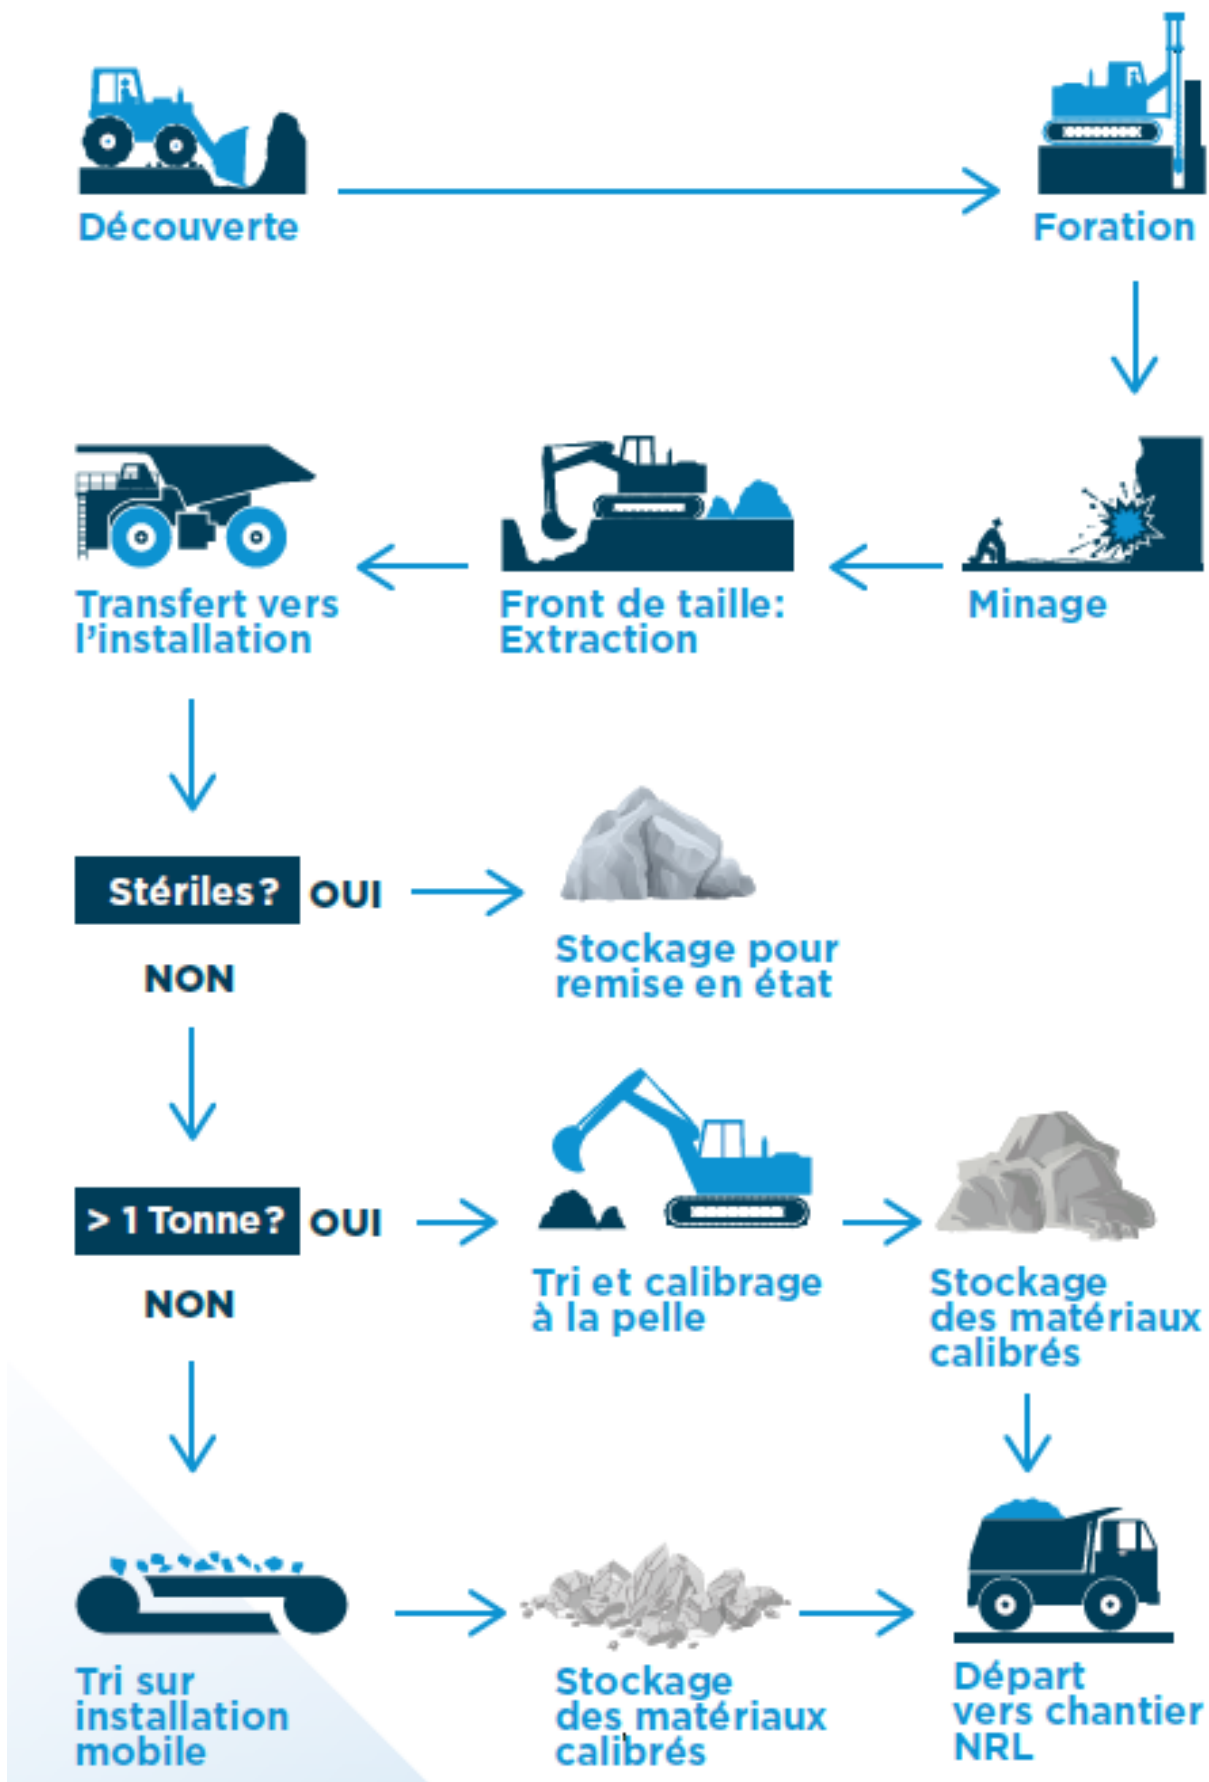 Découverte
Foration
Transfert vers
l'installation
Front de taille:
Extraction
Minage
Stériles?
OUI
Stockage pour
remise en état
NON
> 1 Tonne?
OUI
Tri et calibrage
à la pelle
Stockage
des matériaux
calibrés
NON
Tri sur
installation
mobile
Stockage
des matériaux
calibrés
Départ
vers chantier
NRL